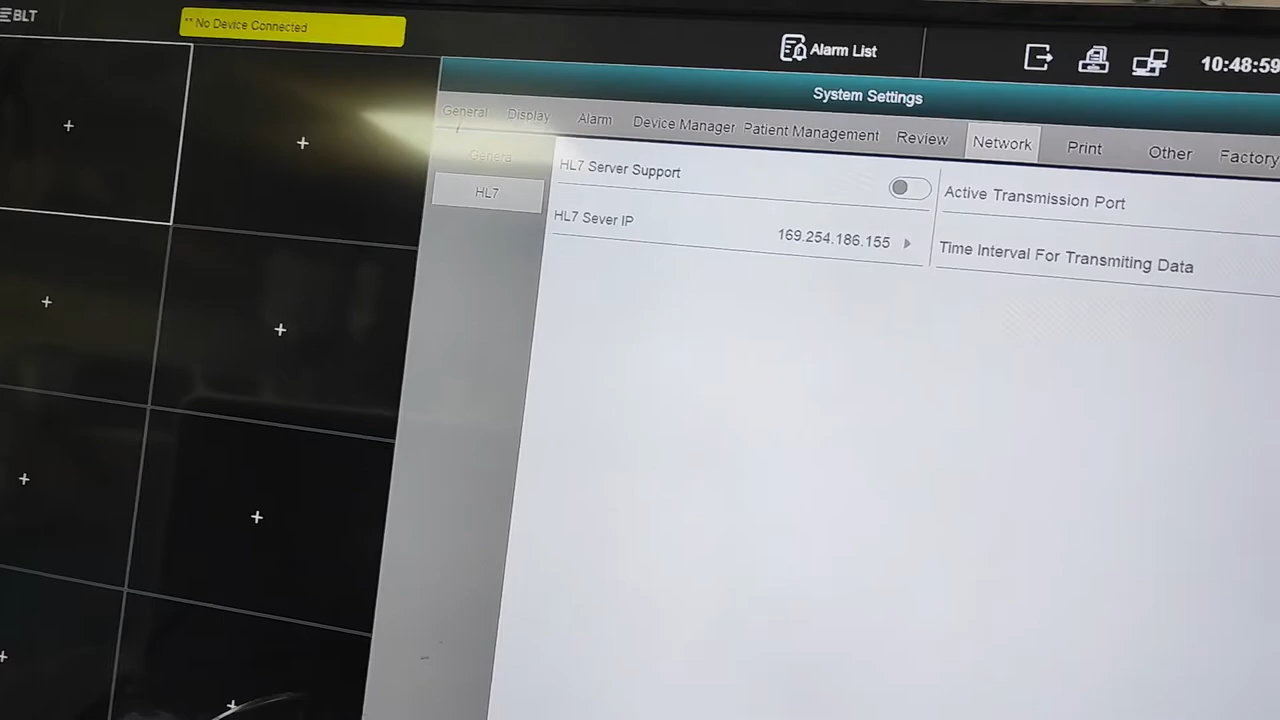 BLT
** No Device Connected
Alarm List
10:48:59
System Settings
General Display Alarm Device Manager Patient Management Review Network Print Other Factory
Genera
HL7
HL7 Server Support
Active Transmission Port
HL7 Sever IP 169.254.186.155
Time Interval For Transmiting Data